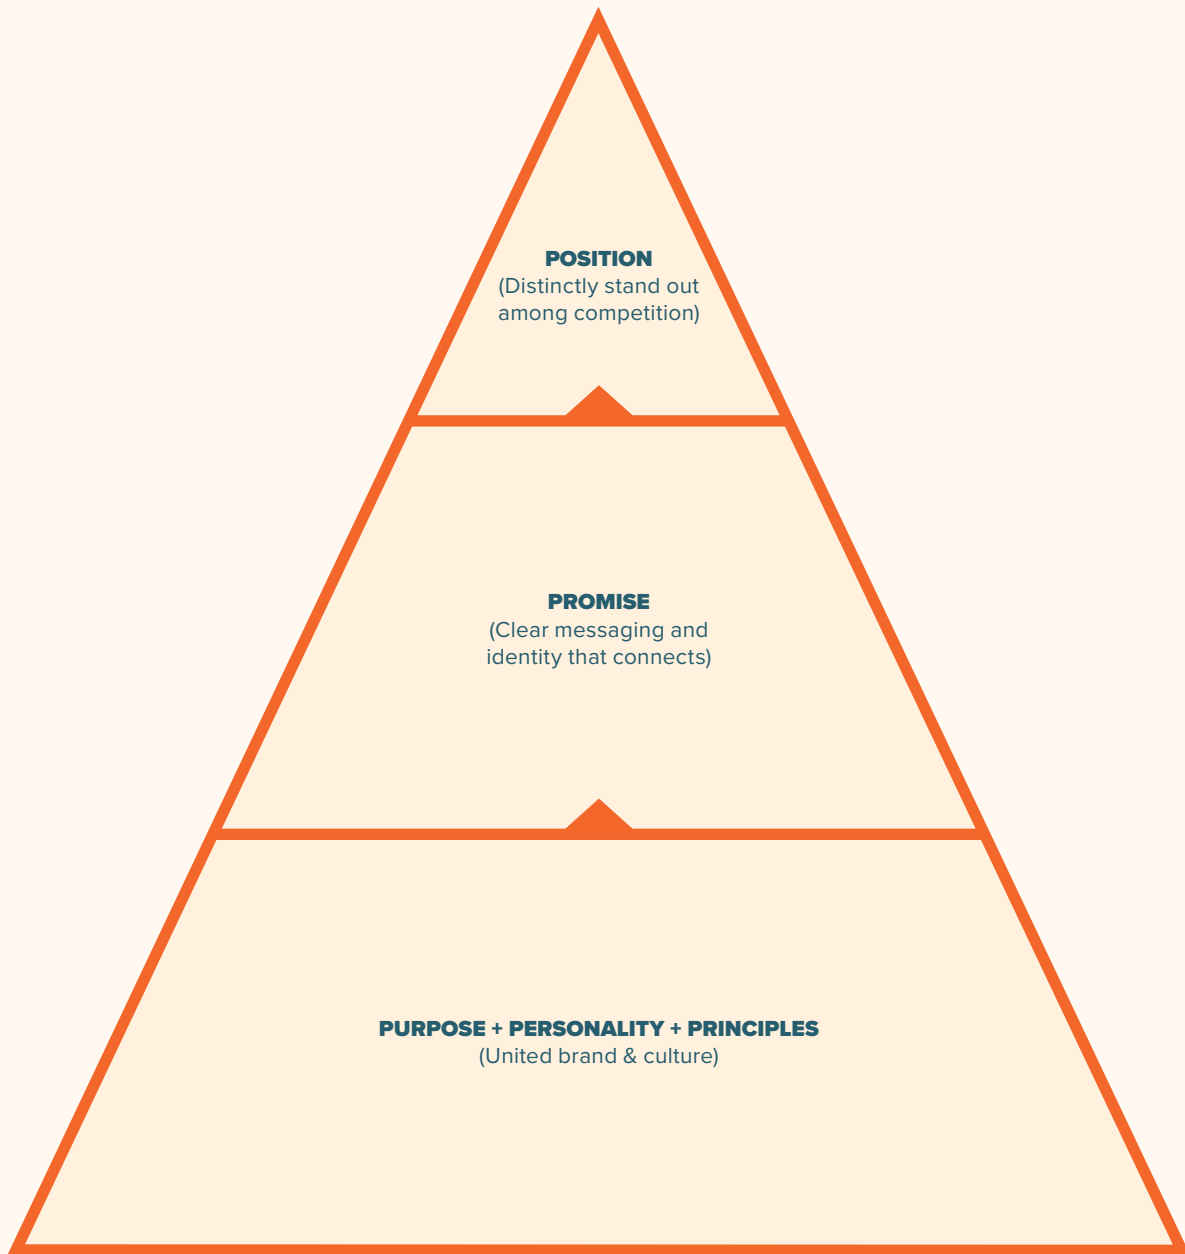 POSITION
(Distinctly stand out
among competition)
PROMISE
(Clear messaging and
identity that connects)
PURPOSE + PERSONALITY + PRINCIPLES
(United brand & culture)